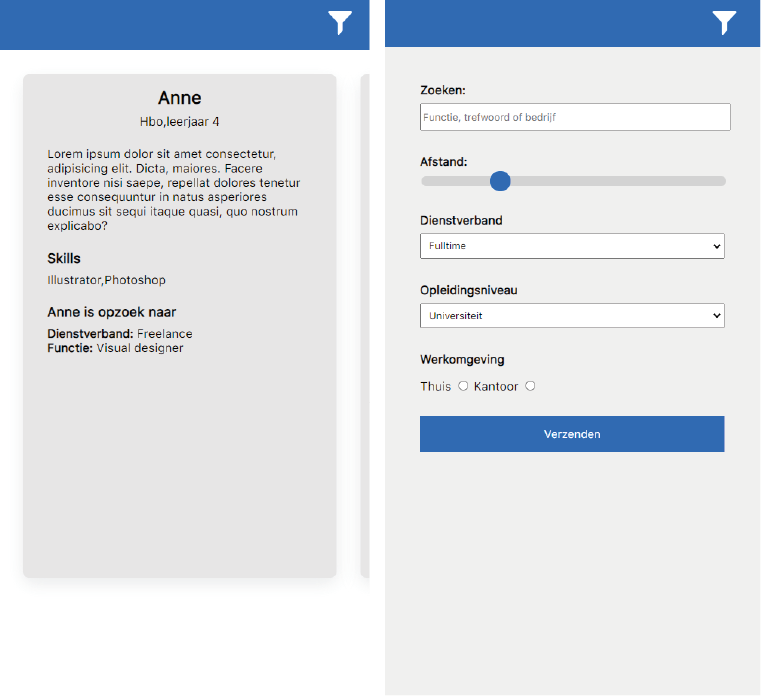 Anne
Hbo,leerjaar 4
Lorem ipsum dolor sit amet consectetur,
adipisicing elit. Dicta, maiores. Facere
inventore nisi saepe, repellat dolores tenetur
esse consequuntur in natus asperiores
ducimus sit sequi itaque quasi, quo nostrum
explicabo?
Skills
Illustrator,Photoshop
Anne is opzoek naar
Dienstverband: Freelance
Functie: Visual designer
Zoeken:
Functie, trefwoord of bedrijf
Afstand:
Dienstverband
Fulltime
Opleidingsniveau
Universiteit
Werkomgeving
Thuis Kantoor
Verzenden